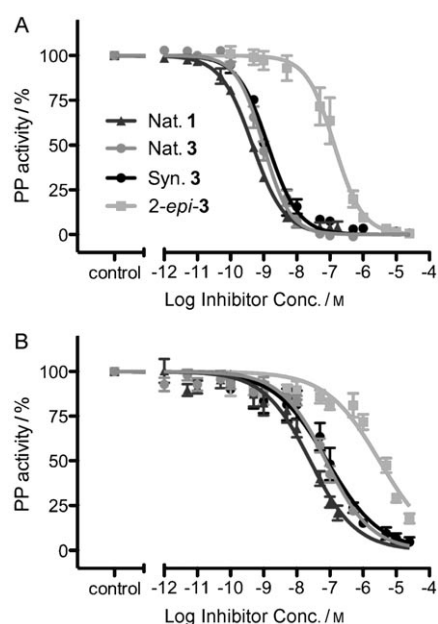 A
PP activity / %
100
75
50
25
0
Nat. 1
Nat. 3
Syn. 3
2-epi-3
control
-12 -11 -10 -9 -8 -7 -6 -5 -4
Log Inhibitor Conc. / M
B
PP activity / %
100
75
50
25
0
control
-12 -11 -10 -9 -8 -7 -6 -5 -4
Log Inhibitor Conc. / M